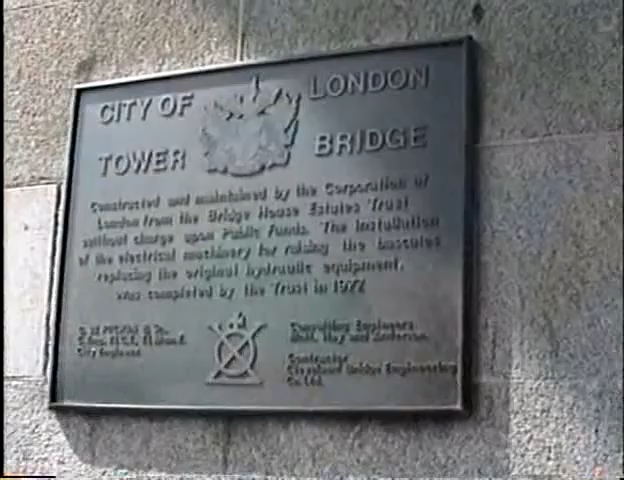 CITY OF LONDON
TOWER BRIDGE
Constructed and maintained by the Corporation of
London from the Bridge House Estates Trust
without charge upon Public Funds. The installation
of the electrical machinery for raising the bascules
replacing the original hydraulic equipment,
was completed by the Trust in 1977
City Engineer
Consulting Engineers
Mott, Hay and Anderson.
Contractor
Cleveland Bridge Engineering
Co Ltd.